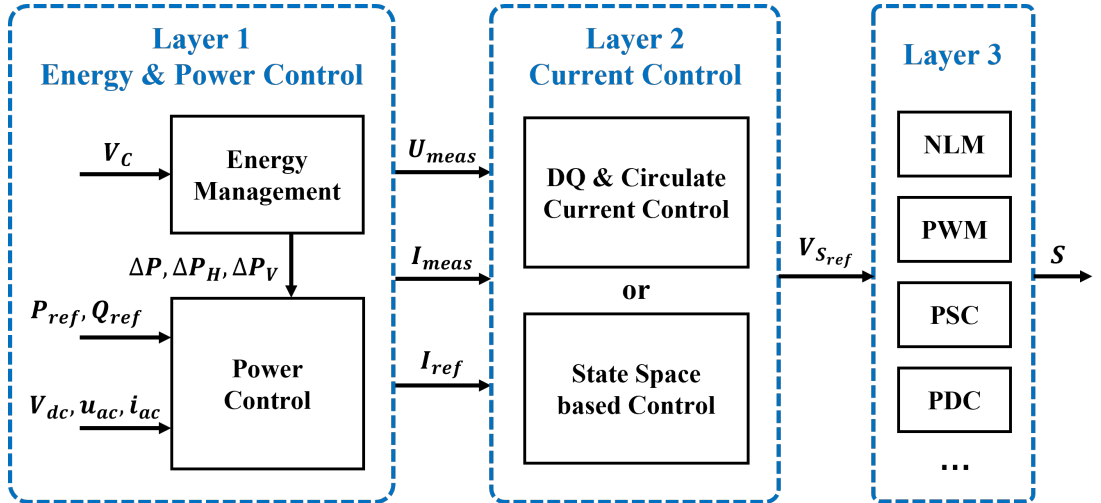 Layer 1
Energy & Power Control
V_C
Energy
Management
ΔP, ΔP_H, ΔP_V
P_ref, Q_ref
V_dc, u_ac, i_ac
Power
Control
U_meas
I_meas
I_ref
Layer 2
Current Control
DQ & Circulate
Current Control
or
State Space
based Control
V_S_ref
Layer 3
NLM
PWM
PSC
PDC
...
S